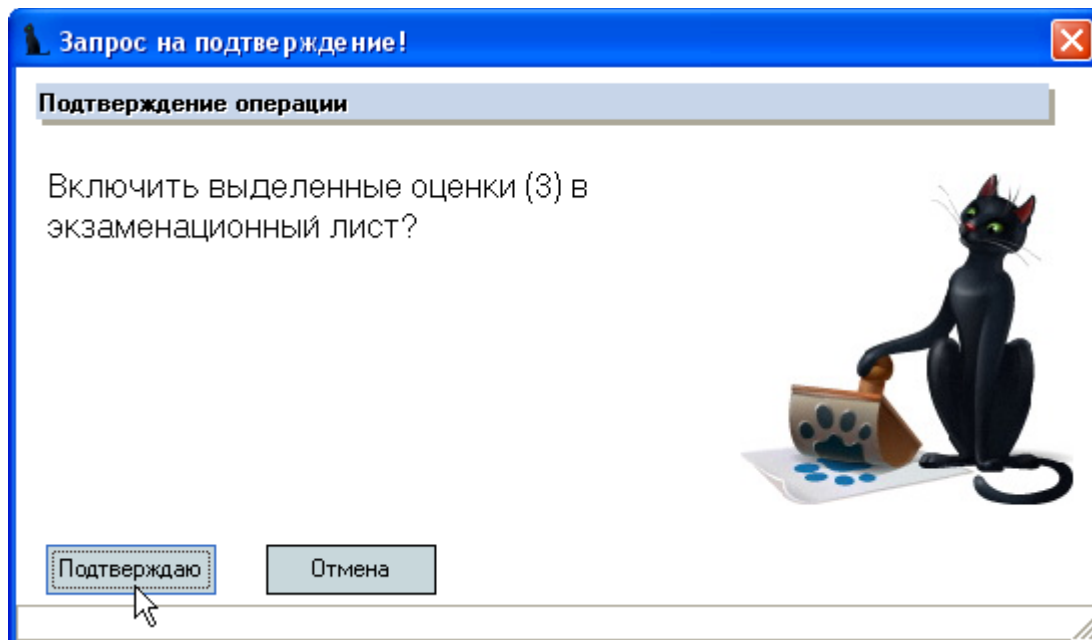 Запрос на подтверждение!
Подтверждение операции
Включить выделенные оценки (3) в
экзаменационный лист?
Подтверждаю
Отмена